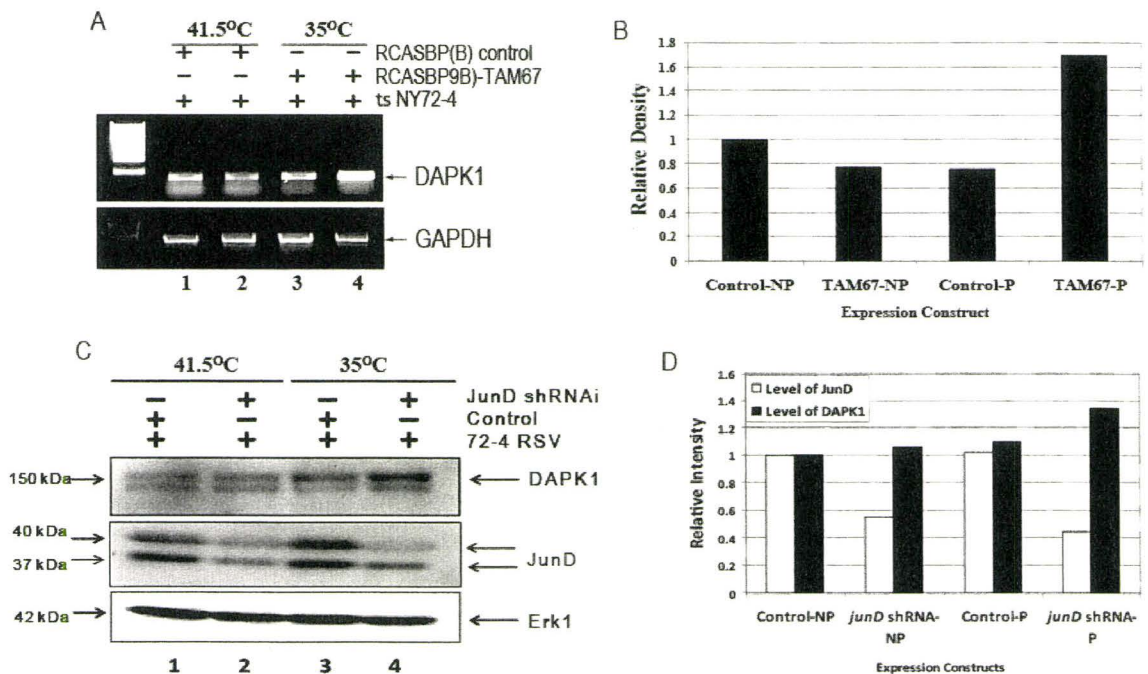 A
41.5°C 35°C
+ + − − RCASBP(B) control
− − + + RCASBP9B)-TAM67
+ + + + ts NY72-4
DAPK1
GAPDH
1 2 3 4
B
Relative Density
1.8
1.6
1.4
1.2
1
0.8
0.6
0.4
0.2
0
Control-NP TAM67-NP Control-P TAM67-P
Expression Construct
C
41.5°C 35°C
− + − + JunD shRNAi
+ − + − Control
+ + + + 72-4 RSV
150 kDa DAPK1
40 kDa
37 kDa JunD
42 kDa Erk1
1 2 3 4
D
Relative Intensity
1.6
1.4
1.2
1
0.8
0.6
0.4
0.2
0
Level of JunD
Level of DAPK1
Control-NP junD shRNA-NP Control-P junD shRNA-P
Expression Constructs